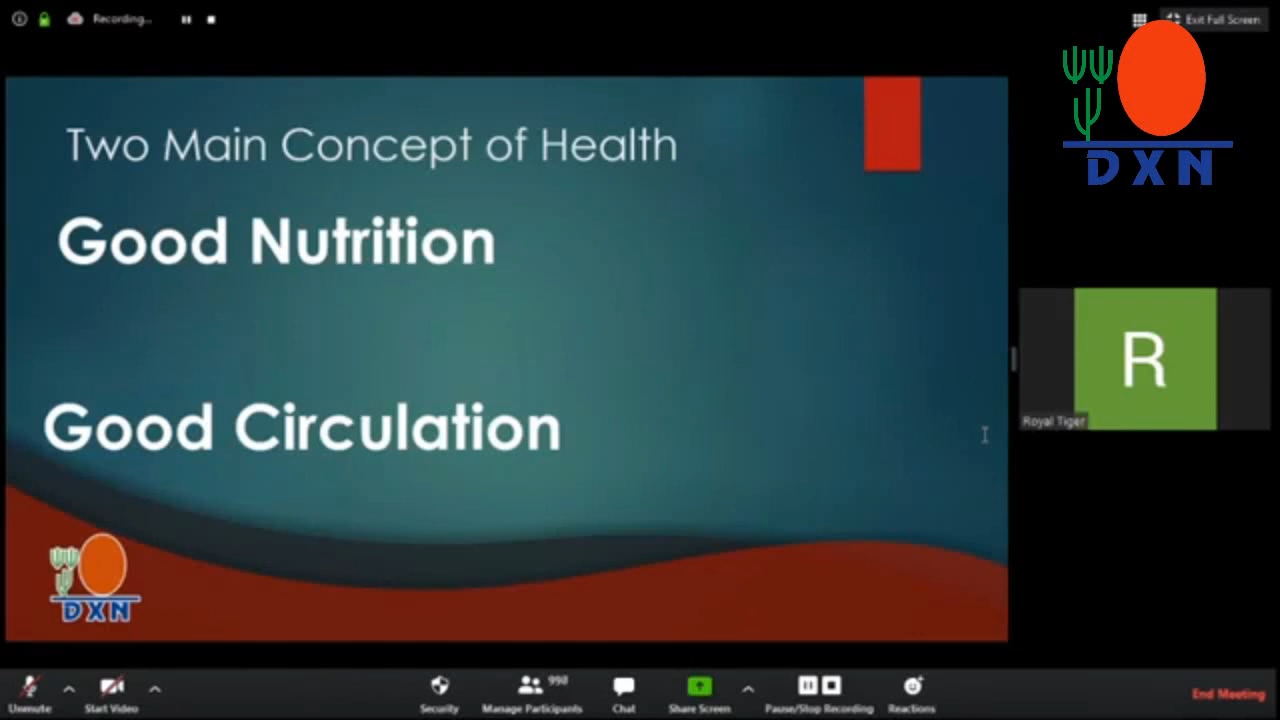 Recording...
Exit Full Screen
DXN
Two Main Concept of Health
Good Nutrition
R
Royal Tiger
Good Circulation
DXN
Unmute
Start Video
Security
Manage Participants
998
Chat
Share Screen
Pause/Stop Recording
Reactions
End Meeting